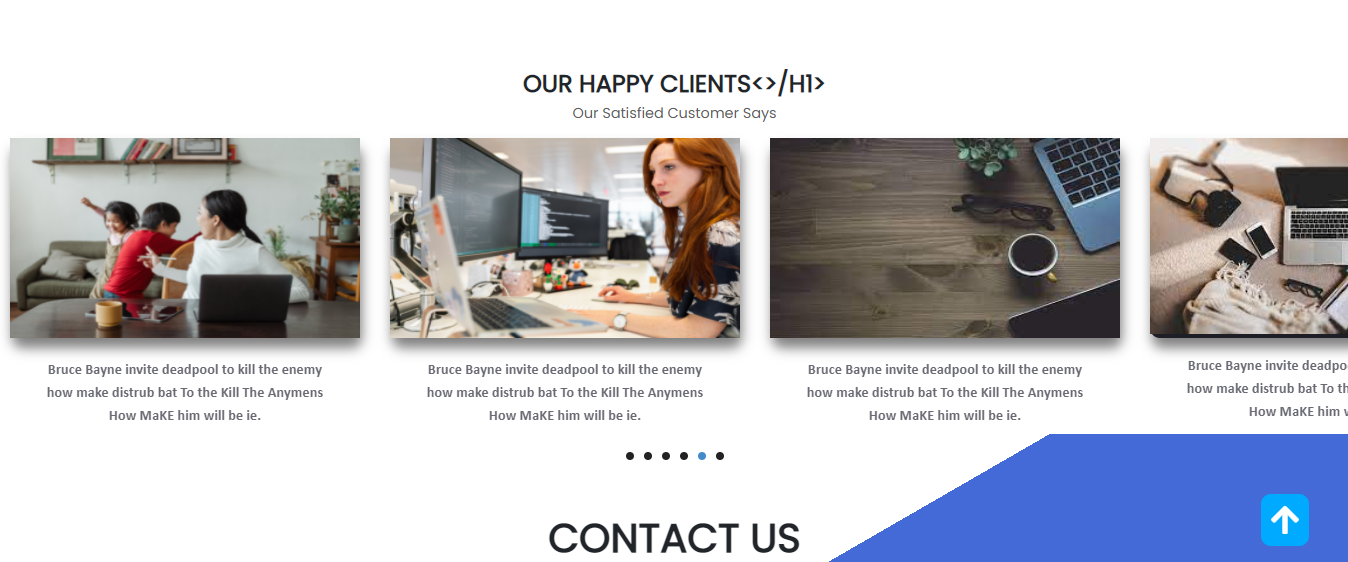 OUR HAPPY CLIENTS<>/H1>
Our Satisfied Customer Says
Bruce Bayne invite deadpool to kill the enemy
how make distrub bat To the Kill The Anymens
How MaKE him will be ie.
Bruce Bayne invite deadpool to kill the enemy
how make distrub bat To the Kill The Anymens
How MaKE him will be ie.
Bruce Bayne invite deadpool to kill the enemy
how make distrub bat To the Kill The Anymens
How MaKE him will be ie.
Bruce Bayne invite deadpo
how make distrub bat To th
How MaKE him v
CONTACT US